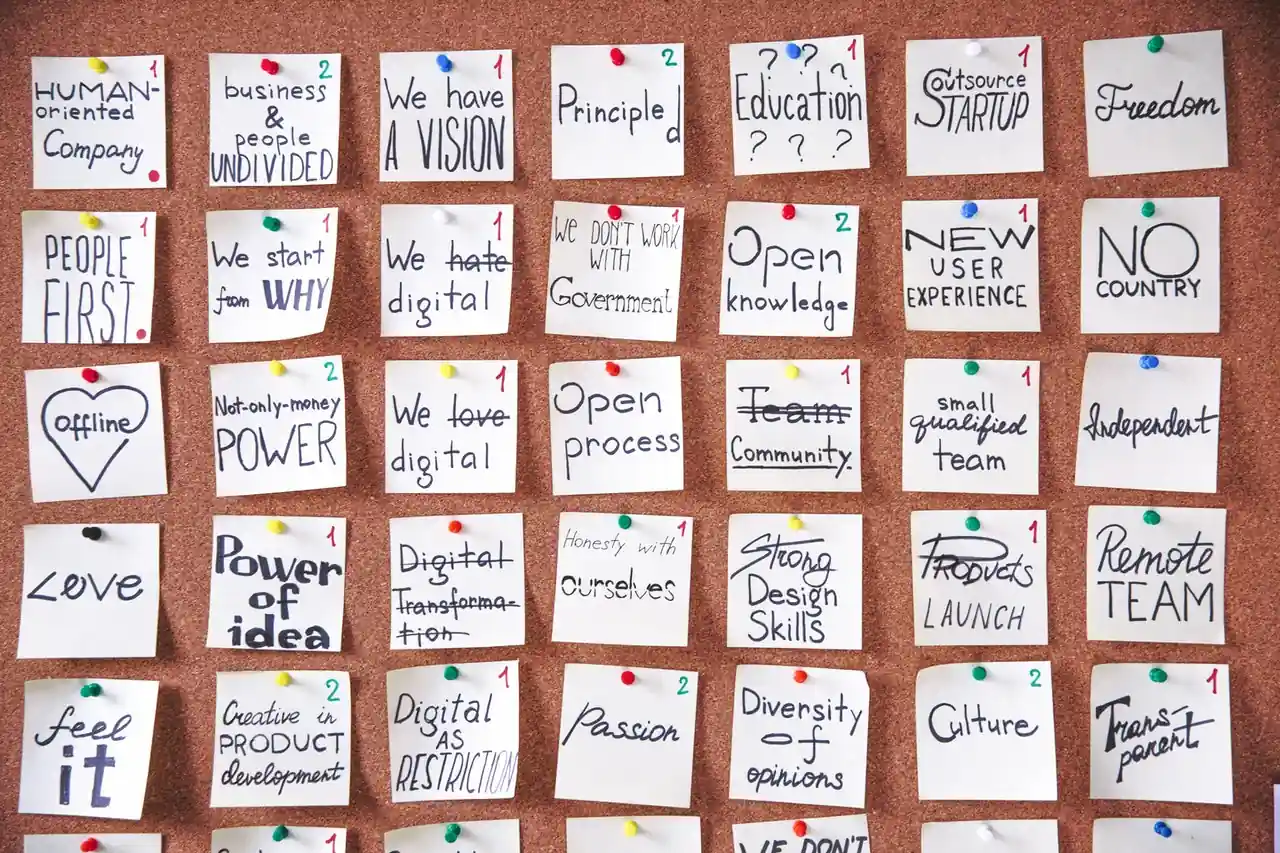 HUMAN- 1
oriented
Company
business 2
&
people
UNDIVIDED
We have 1
A VISION
Principled 2
? ? ? 1
Education
? ? ?
Outsource 1
STARTUP
Freedom
PEOPLE 1
FIRST
We start 1
from WHY
We hate 1
digital
We DON'T WORK 1
WITH
Government
Open 2
knowledge
NEW 1
USER
EXPERIENCE
NO
COUNTRY
offline
Not-only-money 2
POWER
We love 1
digital
Open
process
Team 1
Community.
small 1
qualified
team
Independent
Love
Power 1
of
idea
Digital
Transforma-
tion
Honesty with 1
ourselves
Strong
Design
Skills
PRODUCTS 1
LAUNCH
Remote
TEAM
feel
it
Creative in 2
PRODUCT
development
Digital 1
AS
RESTRICTION
Passion 2
Diversity
of
opinions
Culture 2
Trans- 1
parent
1
WE DON'T